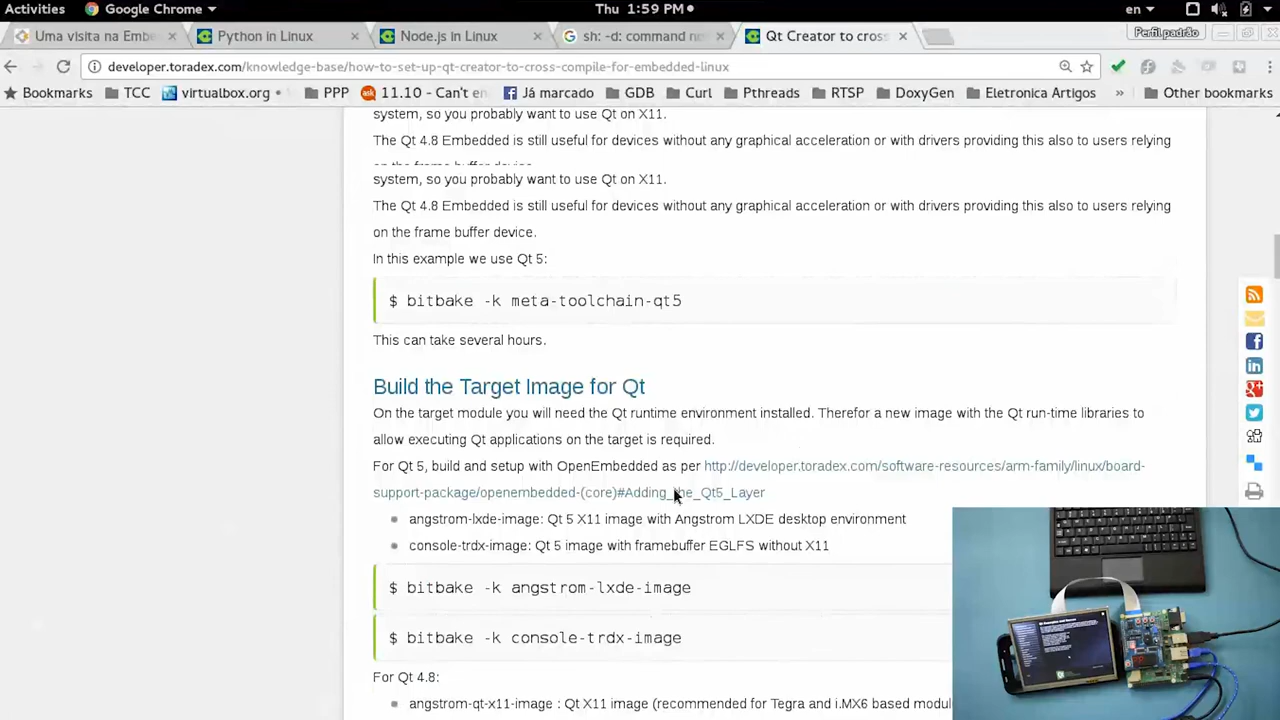 Activities Google Chrome Thu 1:59 PM en
Uma visita na Embe Python in Linux Node.js in Linux sh: -d: command n Qt Creator to cross Perfil padrão
developer.toradex.com/knowledge-base/how-to-set-up-qt-creator-to-cross-compile-for-embedded-linux
Bookmarks TCC virtualbox.org PPP 11.10 - Can't en Já marcado GDB Curl Pthreads RTSP DoxyGen Eletronica Artigos » Other bookmarks
system, so you probably want to use Qt on X11.
The Qt 4.8 Embedded is still useful for devices without any graphical acceleration or with drivers providing this also to users relying
on the frame buffer device.
system, so you probably want to use Qt on X11.
The Qt 4.8 Embedded is still useful for devices without any graphical acceleration or with drivers providing this also to users relying
on the frame buffer device.
In this example we use Qt 5:
$ bitbake -k meta-toolchain-qt5
This can take several hours.
Build the Target Image for Qt
On the target module you will need the Qt runtime environment installed. Therefor a new image with the Qt run-time libraries to
allow executing Qt applications on the target is required.
For Qt 5, build and setup with OpenEmbedded as per http://developer.toradex.com/software-resources/arm-family/linux/board-
support-package/openembedded-(core)#Adding_the_Qt5_Layer
angstrom-lxde-image: Qt 5 X11 image with Angstrom LXDE desktop environment
console-trdx-image: Qt 5 image with framebuffer EGLFS without X11
$ bitbake -k angstrom-lxde-image
$ bitbake -k console-trdx-image
For Qt 4.8:
angstrom-qt-x11-image : Qt X11 image (recommended for Tegra and i.MX6 based modul